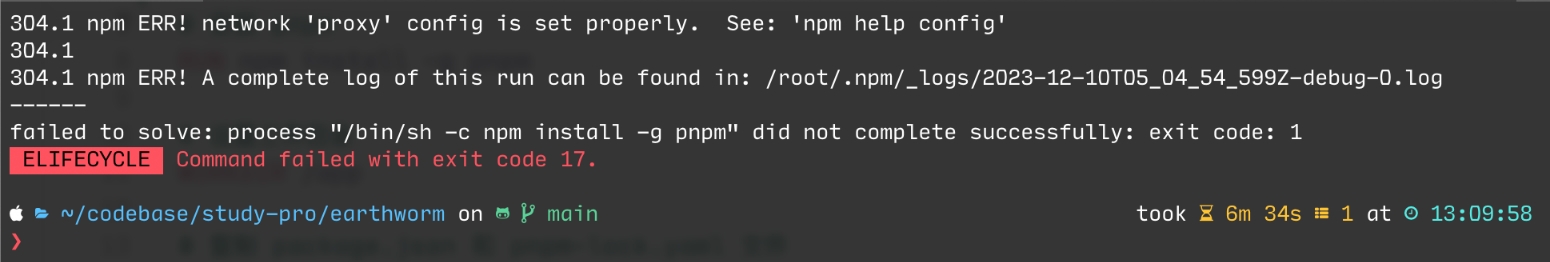 304.1 npm ERR! network 'proxy' config is set properly.  See: 'npm help config'
304.1
304.1 npm ERR! A complete log of this run can be found in: /root/.npm/_logs/2023-12-10T05_04_54_599Z-debug-0.log
------
failed to solve: process "/bin/sh -c npm install -g pnpm" did not complete successfully: exit code: 1
ELIFECYCLE  Command failed with exit code 17.
~/codebase/study-pro/earthworm on main took 6m 34s 1 at 13:09:58
❯